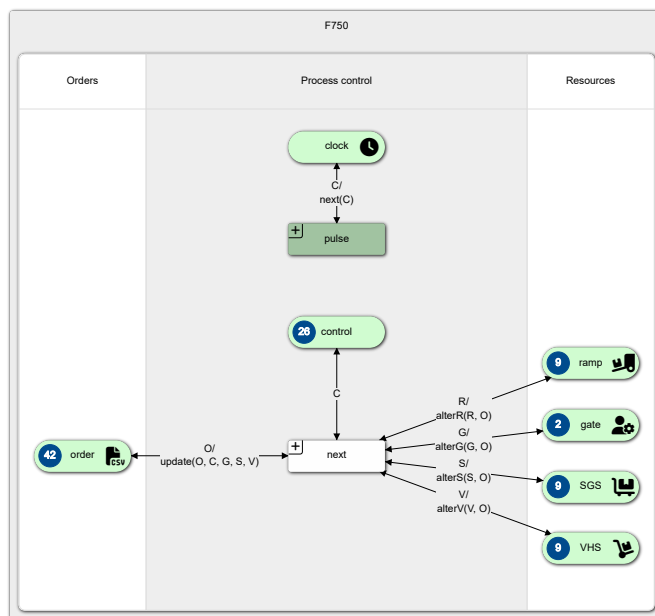 F750
Orders
Process control
Resources
clock
C/
next(C)
+
pulse
26 control
9 ramp
C
R/
alterR(R, O)
2 gate
G/
alterG(G, O)
42 order CSV
O/
update(O, C, G, S, V)
+
next
S/
alterS(S, O)
9 SGS
V/
alterV(V, O)
9 VHS